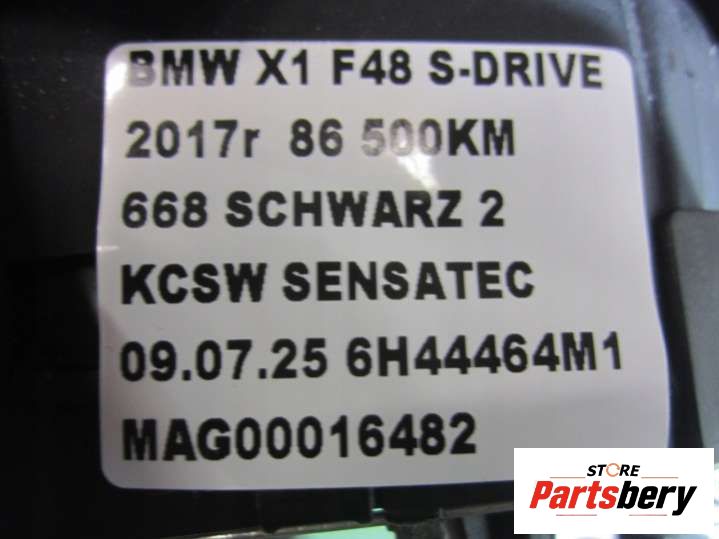 BMW X1 F48 S-DRIVE
2017r 86 500KM
668 SCHWARZ 2
KCSW SENSATEC
09.07.25 6H44464M1
MAG00016482
STORE
Partsbery